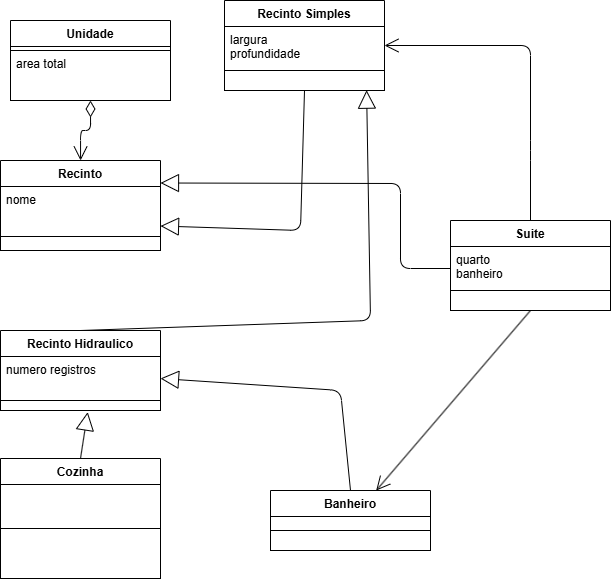 Recinto Simples
largura
profundidade
Unidade
area total
Recinto
nome
Suite
quarto
banheiro
Recinto Hidraulico
numero registros
Cozinha
Banheiro